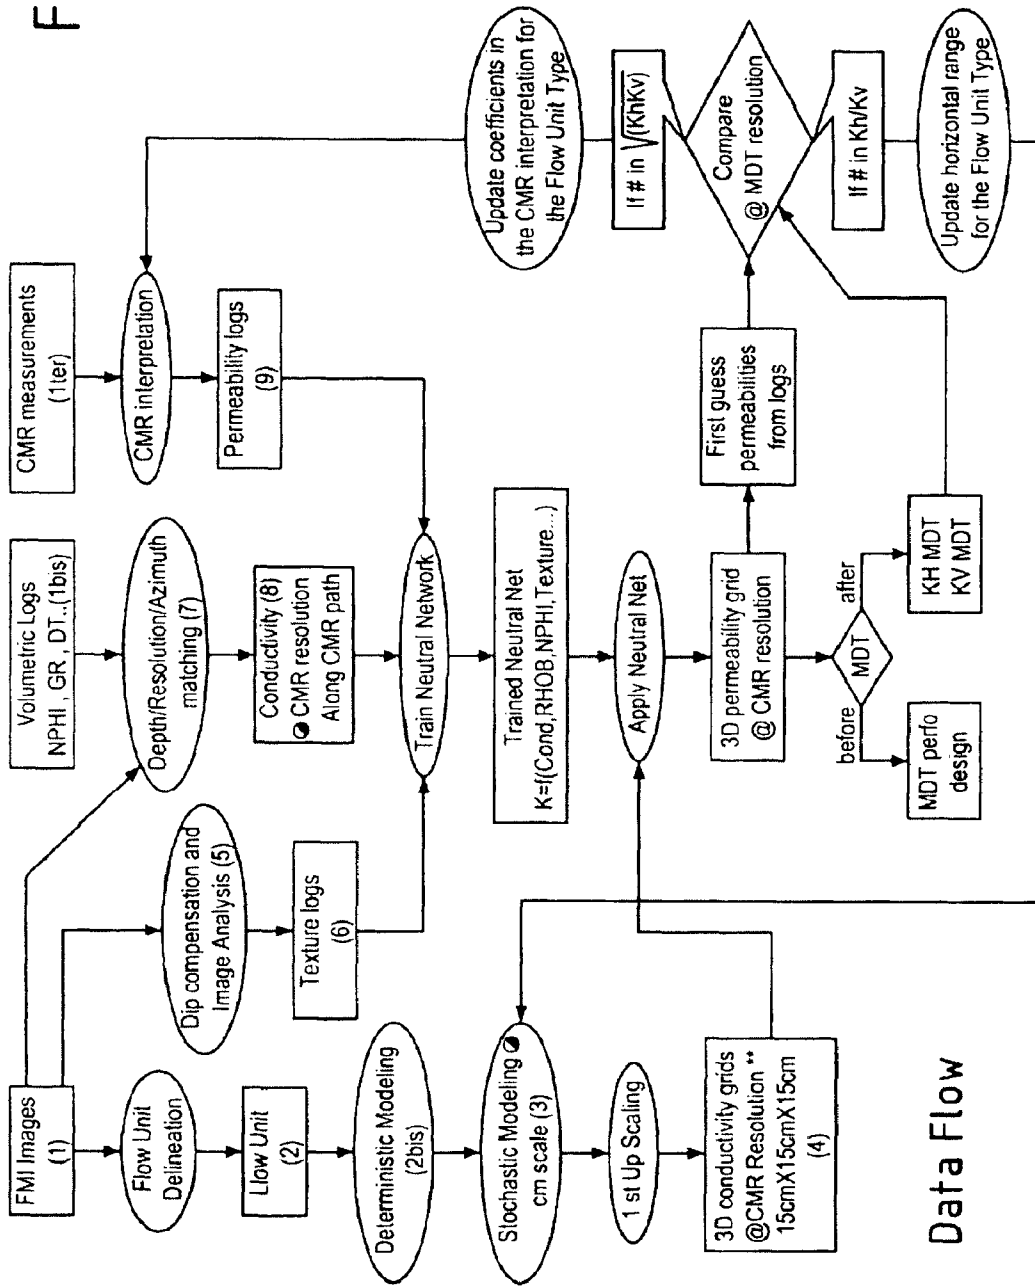 F
FMI Images
(1)
Volumetric Logs
NPHI , GR , DT..(1bis)
CMR measurements
(1ter)
Flow Unit
Delineation
Dip compensation and
Image Analysis (5)
Depth/Resolution/Azimuth
matching (7)
CMR interpretation
Llow Unit
(2)
Texture logs
(6)
Conductivity (8)
CMR resolution
Along CMR path
Permeability logs
(9)
Deterministic Modeling
(2bis)
Train Neutral Network
Update coefficients in
the CMR interpretation for
the Flow Unit Type
Stochastic Modeling
cm scale (3)
Trained Neutral Net
K=f(Cond,RHOB,NPHI,Texture...)
If # in √(KhKv)
1 st Up Scaling
Apply Neutral Net
First guess
permeabilities
from logs
Compare
@ MDT resolution
3D conductivity grids
@CMR Resolution **
15cmX15cmX15cm
(4)
3D permeability grid
@ CMR resolution
If # in Kh/Kv
before
MDT
after
MDT perfo
design
KH MDT
KV MDT
Update horizontal range
for the Flow Unit Type
Data Flow